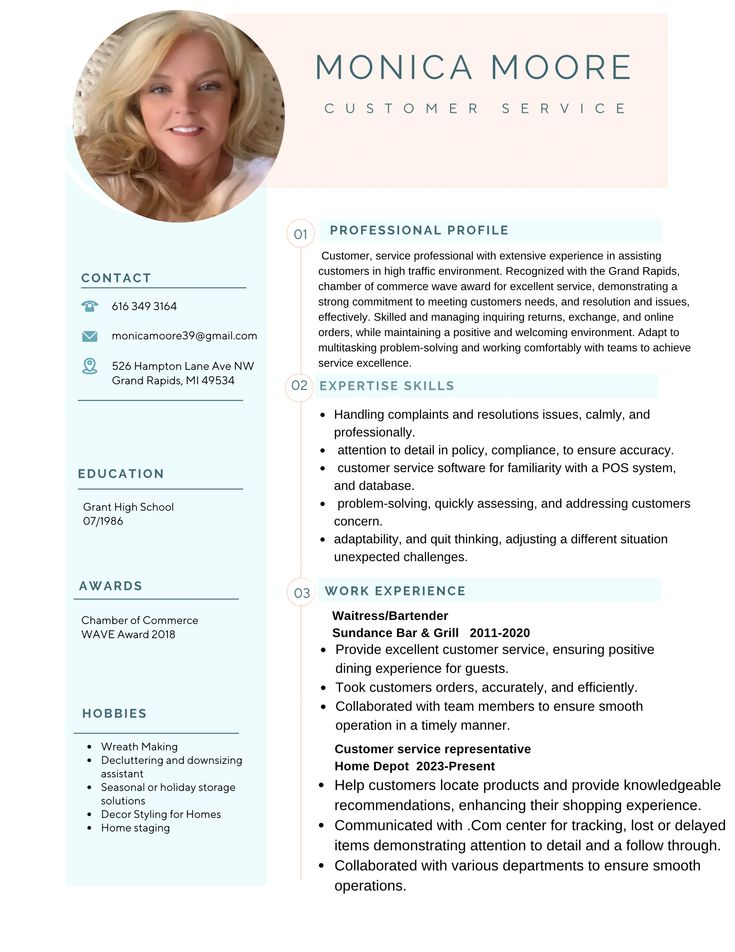 MONICA MOORE
CUSTOMER SERVICE
CONTACT
616 349 3164
monicamoore39@gmail.com
526 Hampton Lane Ave NW
Grand Rapids, MI 49534
EDUCATION
Grant High School
07/1986
AWARDS
Chamber of Commerce
WAVE Award 2018
HOBBIES
• Wreath Making
• Decluttering and downsizing
assistant
• Seasonal or holiday storage
solutions
• Decor Styling for Homes
• Home staging
01 PROFESSIONAL PROFILE
Customer, service professional with extensive experience in assisting
customers in high traffic environment. Recognized with the Grand Rapids,
chamber of commerce wave award for excellent service, demonstrating a
strong commitment to meeting customers needs, and resolution and issues,
effectively. Skilled and managing inquiring returns, exchange, and online
orders, while maintaining a positive and welcoming environment. Adapt to
multitasking problem-solving and working comfortably with teams to achieve
service excellence.
02 EXPERTISE SKILLS
• Handling complaints and resolutions issues, calmly, and
professionally.
• attention to detail in policy, compliance, to ensure accuracy.
• customer service software for familiarity with a POS system,
and database.
• problem-solving, quickly assessing, and addressing customers
concern.
• adaptability, and quit thinking, adjusting a different situation
unexpected challenges.
03 WORK EXPERIENCE
Waitress/Bartender
Sundance Bar & Grill 2011-2020
• Provide excellent customer service, ensuring positive
dining experience for guests.
• Took customers orders, accurately, and efficiently.
• Collaborated with team members to ensure smooth
operation in a timely manner.
Customer service representative
Home Depot 2023-Present
• Help customers locate products and provide knowledgeable
recommendations, enhancing their shopping experience.
• Communicated with .Com center for tracking, lost or delayed
items demonstrating attention to detail and a follow through.
• Collaborated with various departments to ensure smooth
operations.